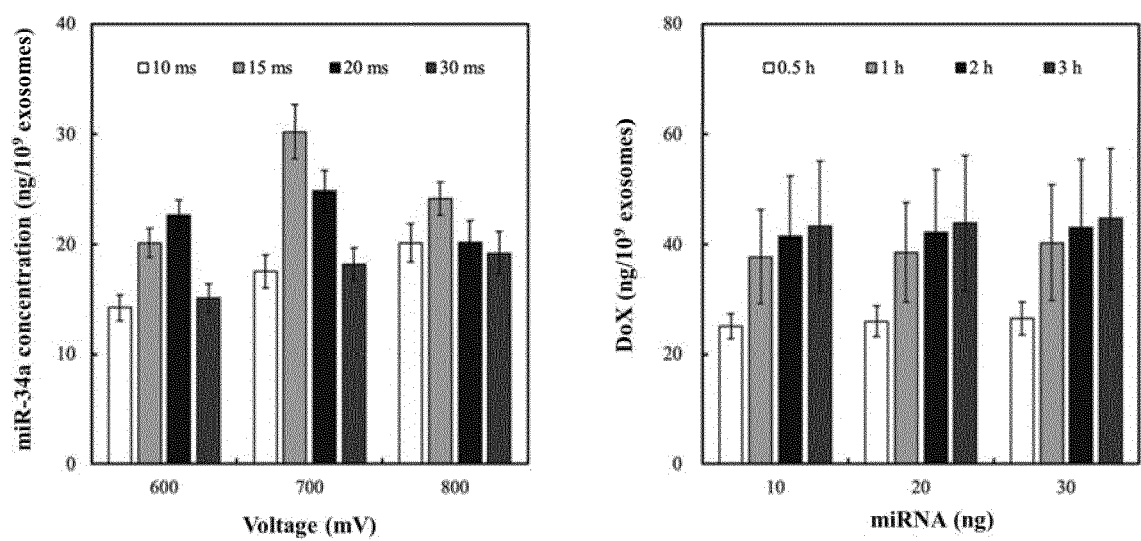 miR-34a concentration (ng/10⁹ exosomes)
40
30
20
10
0
10 ms 15 ms 20 ms 30 ms
600 700 800
Voltage (mV)
DoX (ng/10⁹ exosomes)
80
60
40
20
0
0.5 h 1 h 2 h 3 h
10 20 30
miRNA (ng)